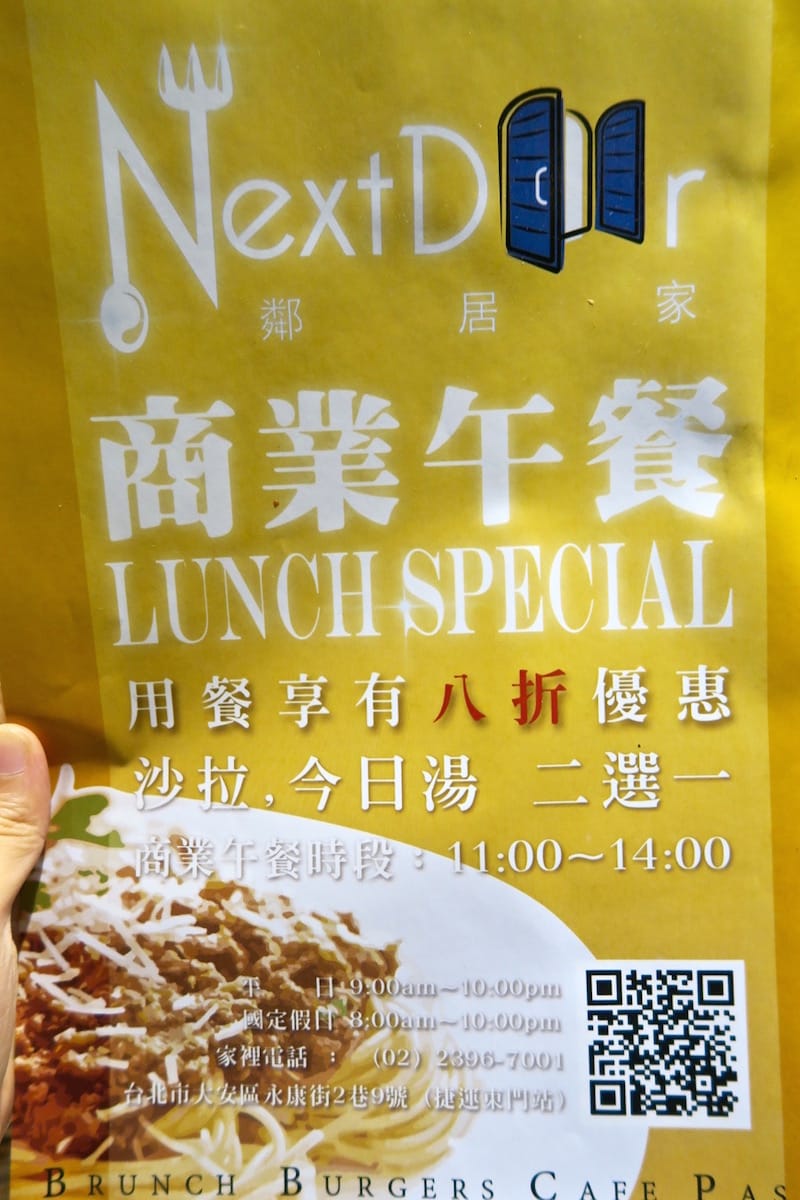 NextDoor
鄰居家
商業午餐
LUNCH SPECIAL
用餐享有八折優惠
沙拉,今日湯 二選一
商業午餐時段:11:00~14:00
平 日 9:00am~10:00pm
國定假日 8:00am~10:00pm
家裡電話 : (02) 2396-7001
台北市大安區永康街2巷9號 (捷運東門站)
BRUNCH BURGERS CAFE PAS